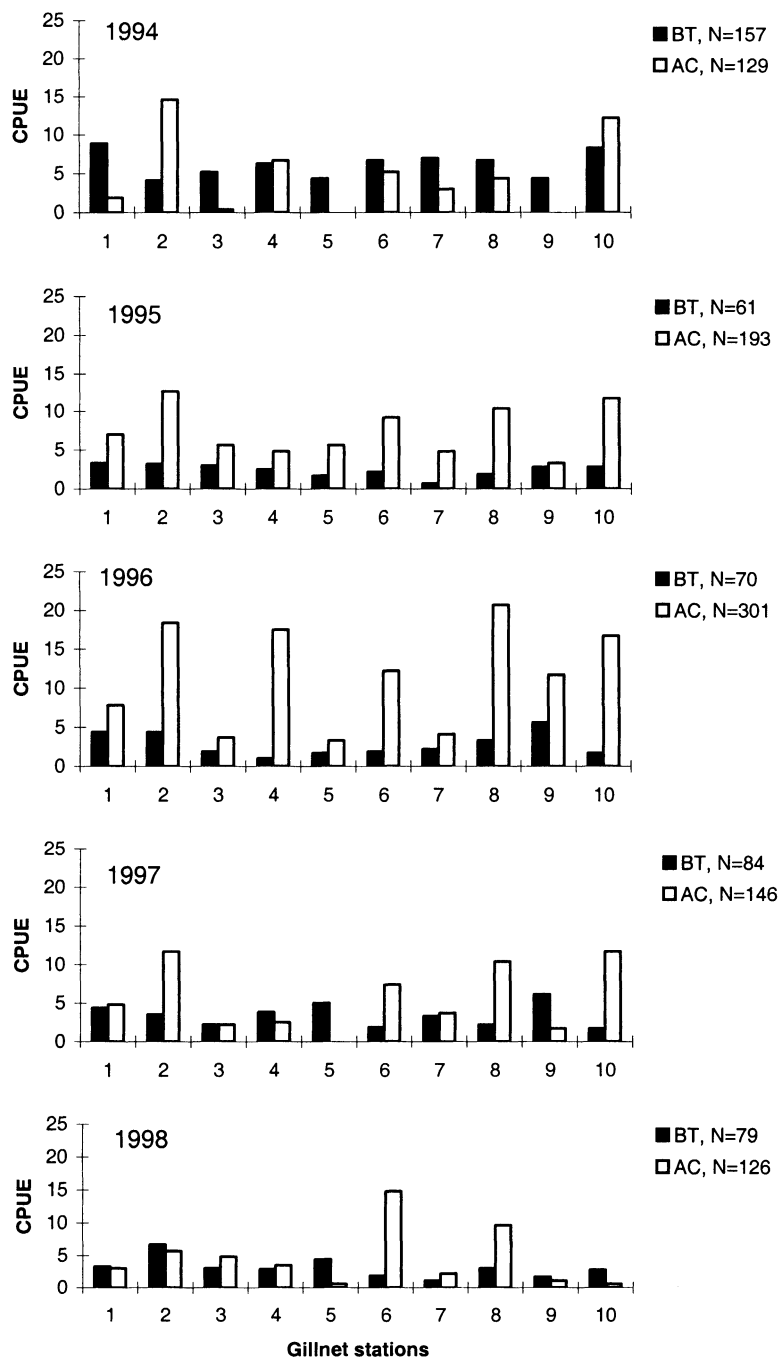 1994
BT, N=157
AC, N=129
CPUE
25
20
15
10
5
0
1 2 3 4 5 6 7 8 9 10
1995
BT, N=61
AC, N=193
CPUE
25
20
15
10
5
0
1 2 3 4 5 6 7 8 9 10
1996
BT, N=70
AC, N=301
CPUE
25
20
15
10
5
0
1 2 3 4 5 6 7 8 9 10
1997
BT, N=84
AC, N=146
CPUE
25
20
15
10
5
0
1 2 3 4 5 6 7 8 9 10
1998
BT, N=79
AC, N=126
CPUE
25
20
15
10
5
0
1 2 3 4 5 6 7 8 9 10
Gillnet stations